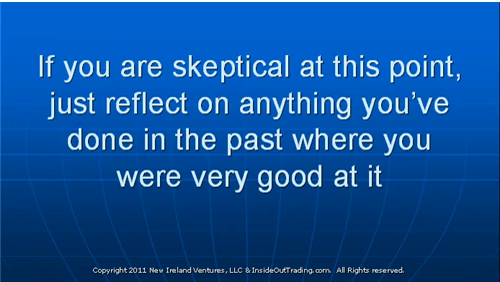 If you are skeptical at this point,
just reflect on anything you’ve
done in the past where you
were very good at it
Copyright 2011 New Ireland Ventures, LLC & InsideOutTrading.com. All Rights reserved.